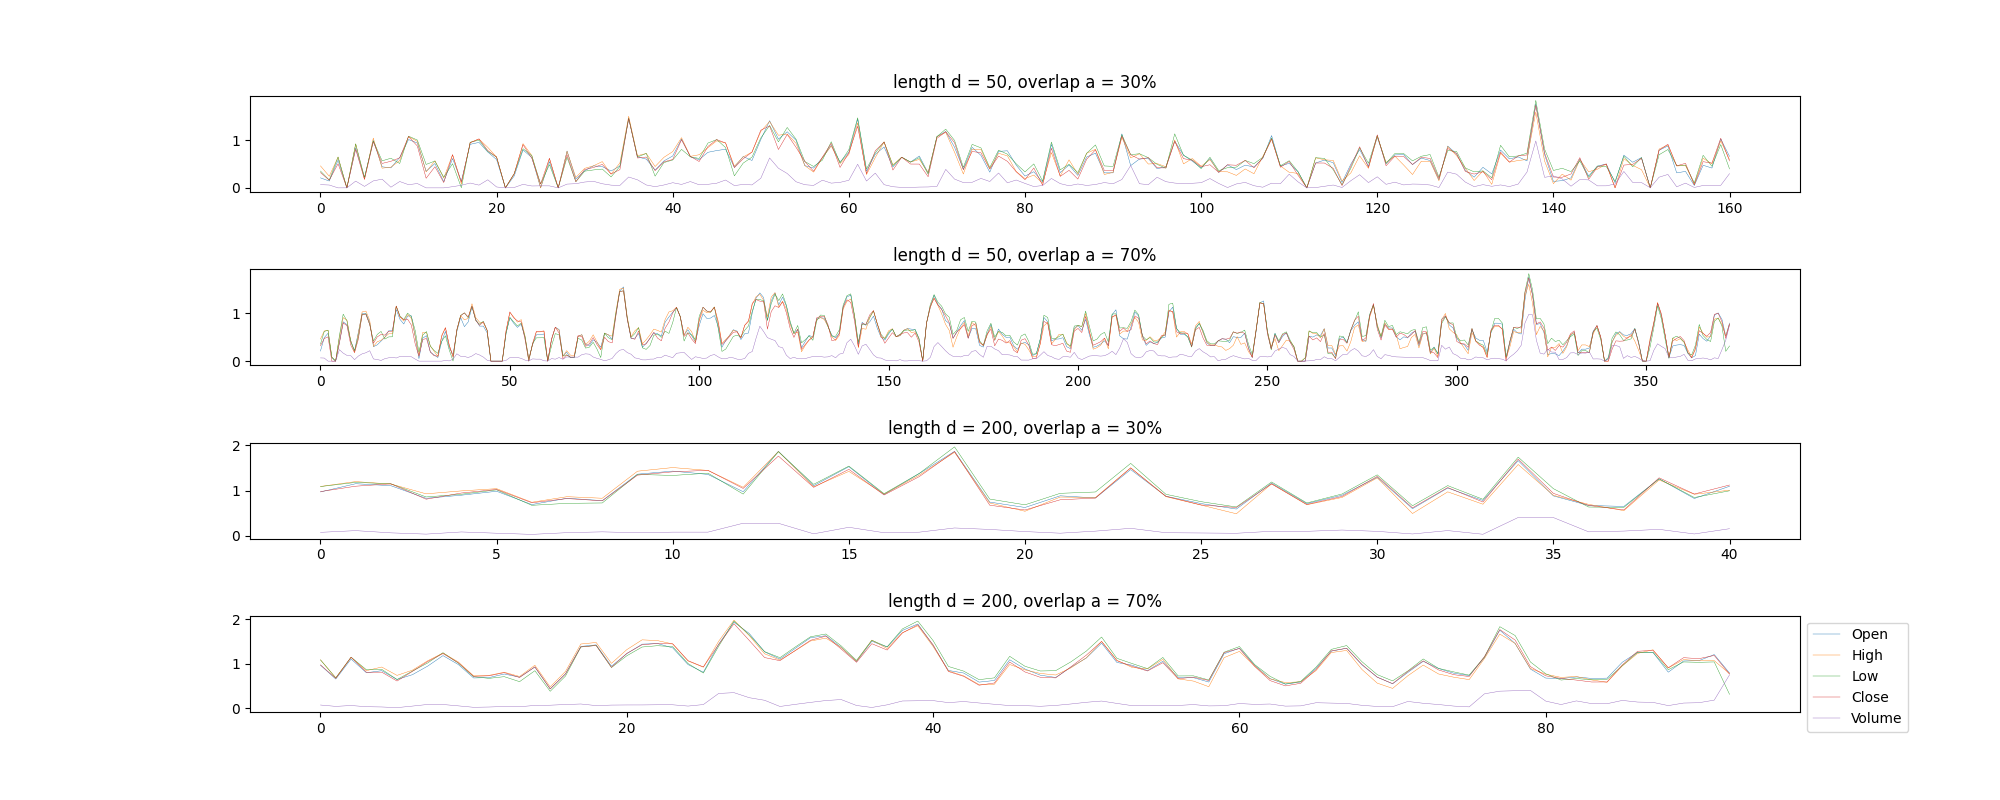 length d = 50, overlap a = 30%
1
0
0 20 40 60 80 100 120 140 160
length d = 50, overlap a = 70%
1
0
0 50 100 150 200 250 300 350
length d = 200, overlap a = 30%
2
1
0
0 5 10 15 20 25 30 35 40
length d = 200, overlap a = 70%
2
1
0
0 20 40 60 80
Open
High
Low
Close
Volume